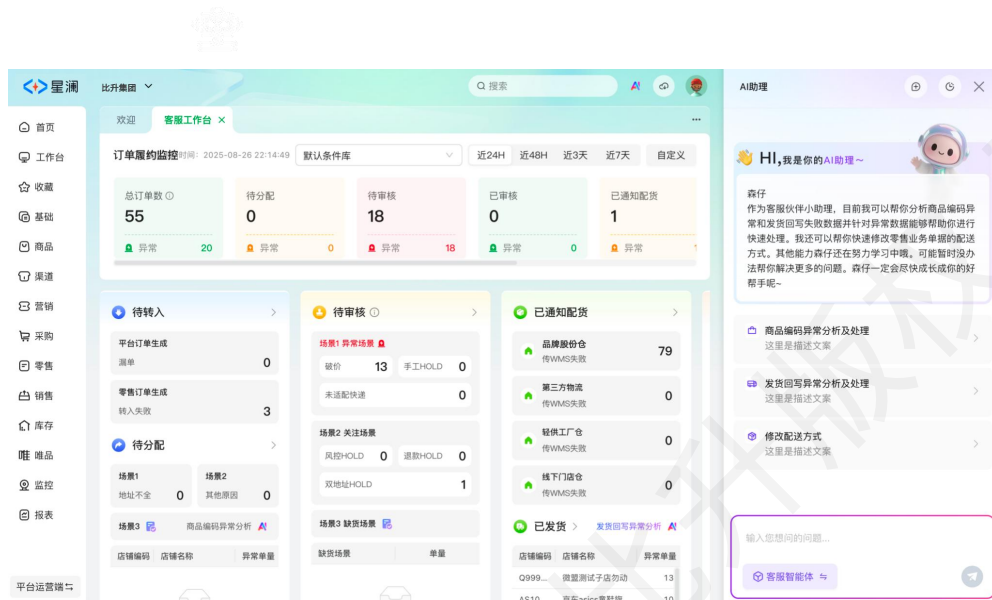 星澜
比升集团
搜索
首页
工作台
收藏
基础
商品
渠道
营销
采购
零售
销售
库存
唯品
监控
报表
平台运营端
欢迎
客服工作台
订单履约监控时间: 2025-08-26 22:14:49
默认条件库
近24H 近48H 近3天 近7天 自定义
总订单数
55
异常 20
待分配
0
异常 0
待审核
18
异常 18
已审核
0
异常 0
已通知配货
1
异常
待转入
平台订单生成
漏单 0
零售订单生成
转入失败 3
待分配
场景1
地址不全 0
场景2
其他原因 0
场景3 商品编码异常分析
店铺编码 店铺名称 异常单量
待审核
场景1 异常场景
破价 13 手工HOLD 0
未适配快递 0
场景2 关注场景
风控HOLD 0 退款HOLD 0
双地址HOLD 1
场景3 缺货场景
缺货场景 单量
已通知配货
品牌股份仓
传WMS失败 79
第三方物流
传WMS失败 0
轻供工厂仓
传WMS失败 0
线下门店仓
传WMS失败 0
已发货 发货回写异常分析
店铺编码 店铺名称 异常单量
Q999... 微盟测试子店勿动 13
AI助理
HI,我是你的AI助理~
森仔
作为客服伙伴小助理，目前我可以帮你分析商品编码异
常和发货回写失败数据并针对异常数据能够帮助你进行
快速处理。我还可以帮你快速修改零售业务单据的配送
方式。其他能力森仔还在努力学习中哦。可能暂时没办
法帮你解决更多的问题。森仔一定会尽快成长成你的好
帮手呢~
商品编码异常分析及处理
这里是描述文案
发货回写异常分析及处理
这里是描述文案
修改配送方式
这里是描述文案
输入您想问的问题...
客服智能体